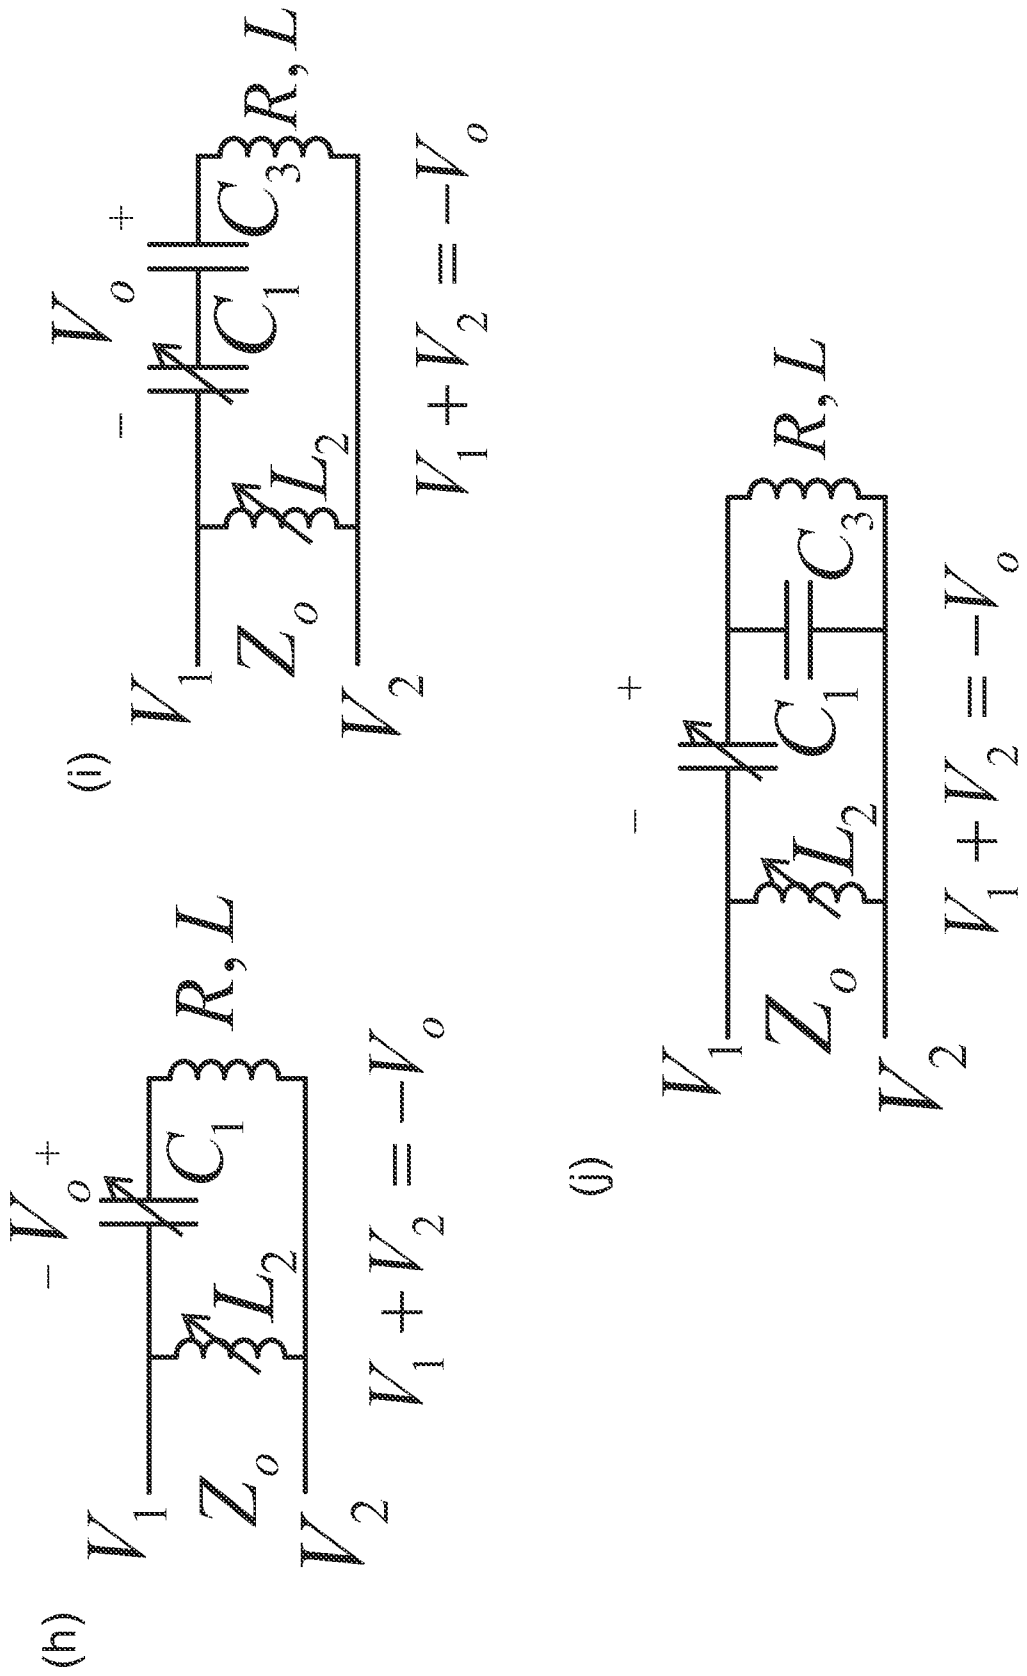 (h)
− V_o +
V_1
C_1
R, L
Z_o
L_2
V_2
V_1 + V_2 = −V_o
(i)
− V_o +
V_1
C_1
C_3
R, L
Z_o
L_2
V_2
V_1 + V_2 = −V_o
(j)
− +
V_1
C_1
C_3
R, L
Z_o
L_2
V_2
V_1 + V_2 = −V_o